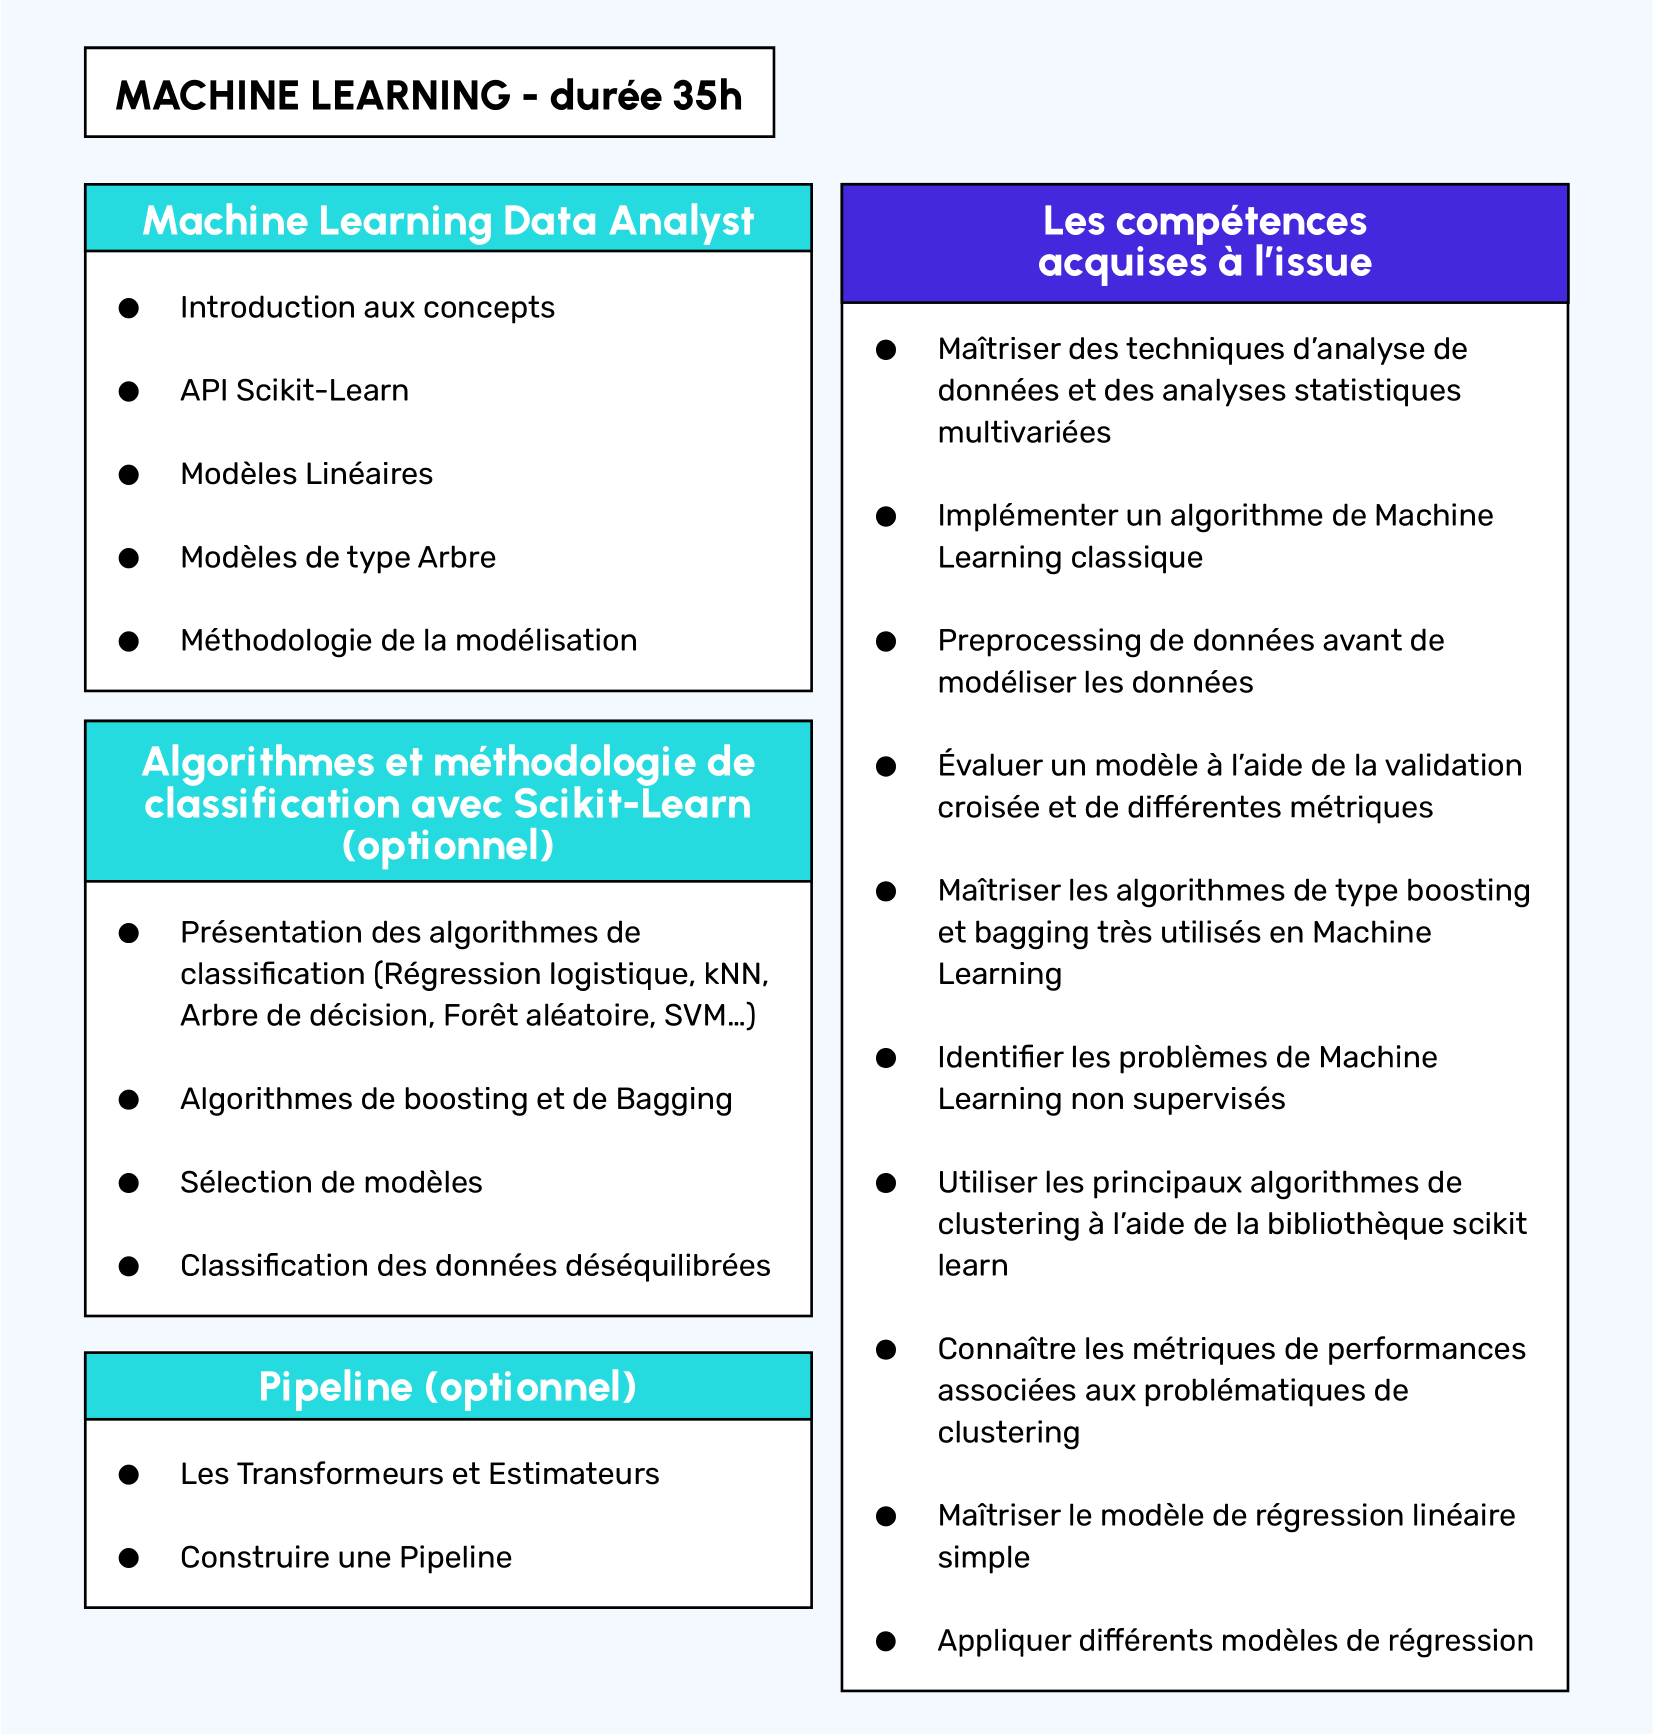 MACHINE LEARNING - durée 35h
Machine Learning Data Analyst
● Introduction aux concepts
● API Scikit-Learn
● Modèles Linéaires
● Modèles de type Arbre
● Méthodologie de la modélisation
Algorithmes et méthodologie de
classification avec Scikit-Learn
(optionnel)
● Présentation des algorithmes de
classification (Régression logistique, kNN,
Arbre de décision, Forêt aléatoire, SVM...)
● Algorithmes de boosting et de Bagging
● Sélection de modèles
● Classification des données déséquilibrées
Pipeline (optionnel)
● Les Transformeurs et Estimateurs
● Construire une Pipeline
Les compétences
acquises à l’issue
● Maîtriser des techniques d’analyse de
données et des analyses statistiques
multivariées
● Implémenter un algorithme de Machine
Learning classique
● Preprocessing de données avant de
modéliser les données
● Évaluer un modèle à l’aide de la validation
croisée et de différentes métriques
● Maîtriser les algorithmes de type boosting
et bagging très utilisés en Machine
Learning
● Identifier les problèmes de Machine
Learning non supervisés
● Utiliser les principaux algorithmes de
clustering à l’aide de la bibliothèque scikit
learn
● Connaître les métriques de performances
associées aux problématiques de
clustering
● Maîtriser le modèle de régression linéaire
simple
● Appliquer différents modèles de régression